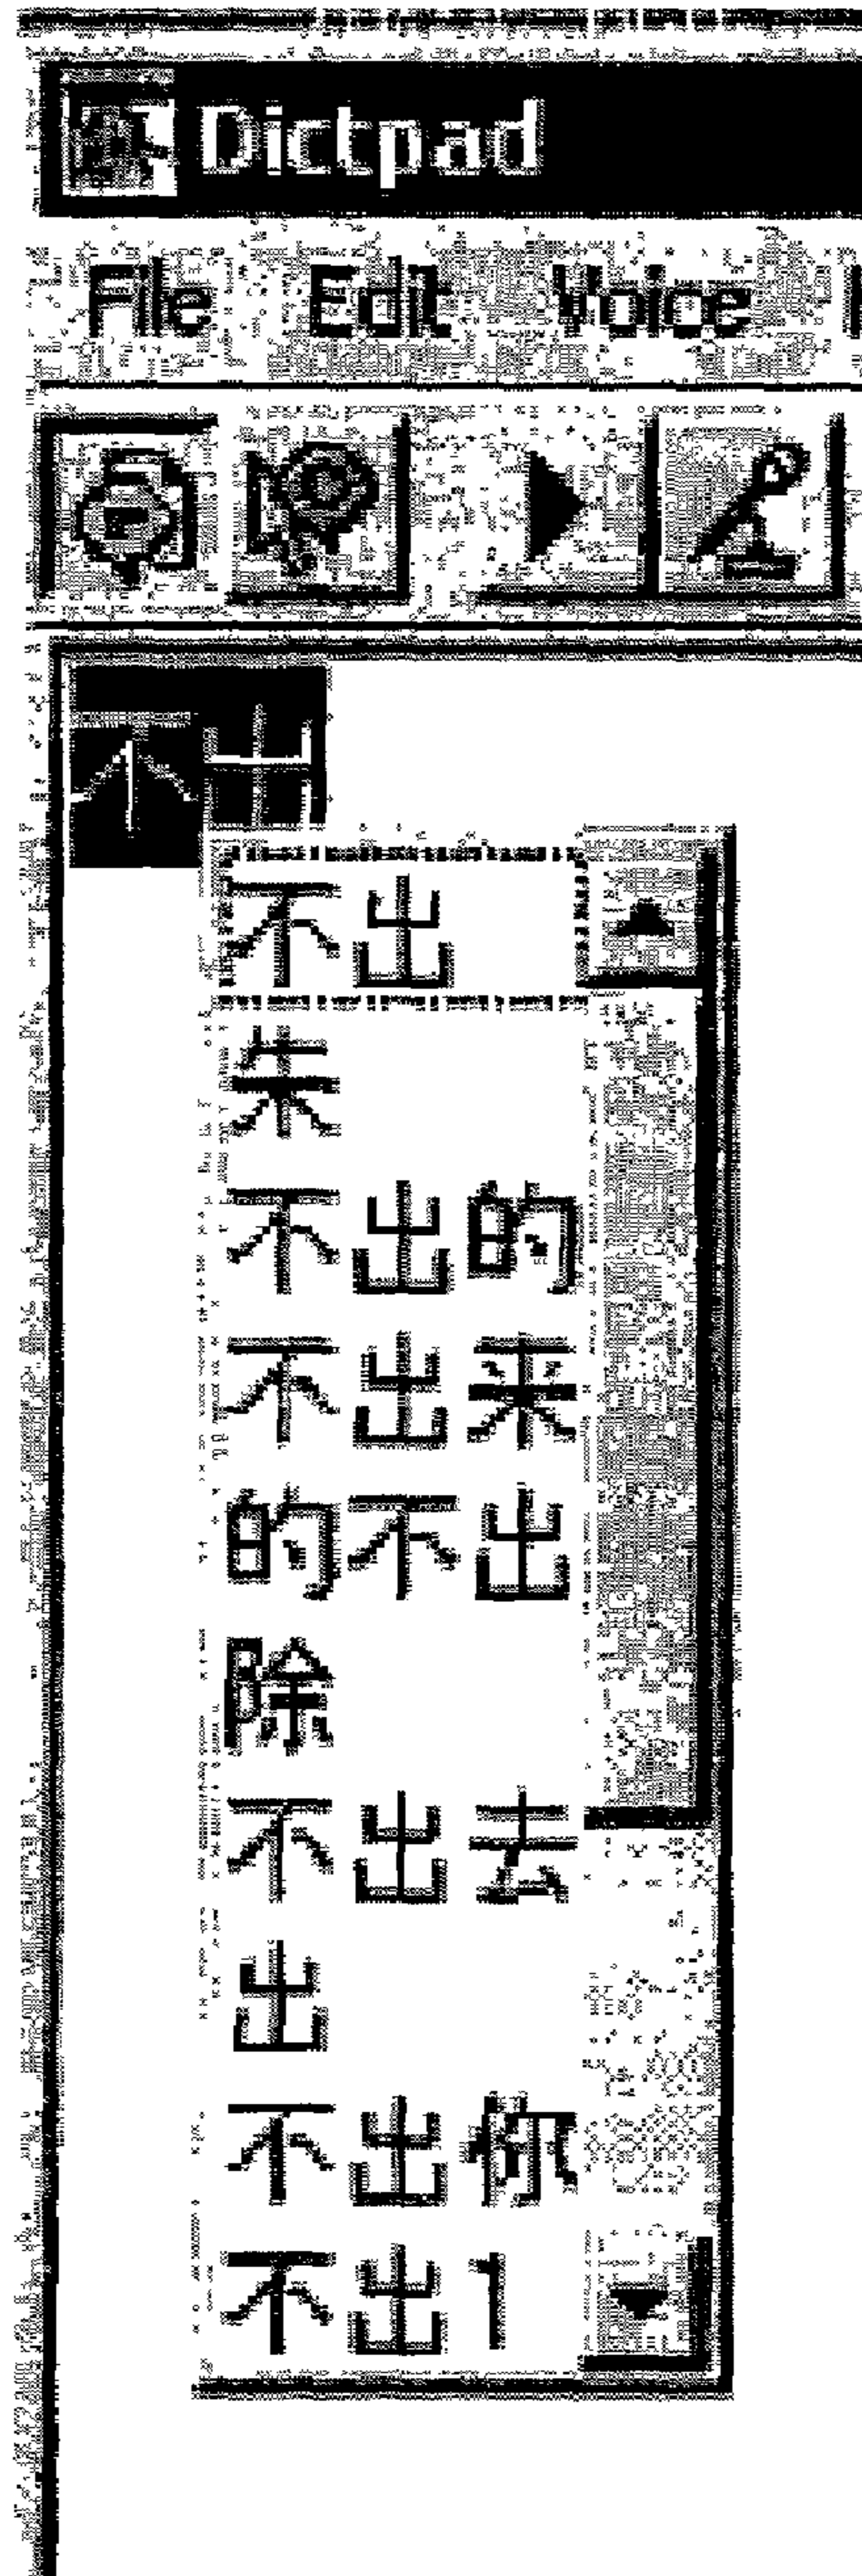 Dictpad
File Edit Voice
不出
不出
失
不出的
不出来
的不出
除
不出去
出
不出你
不出1